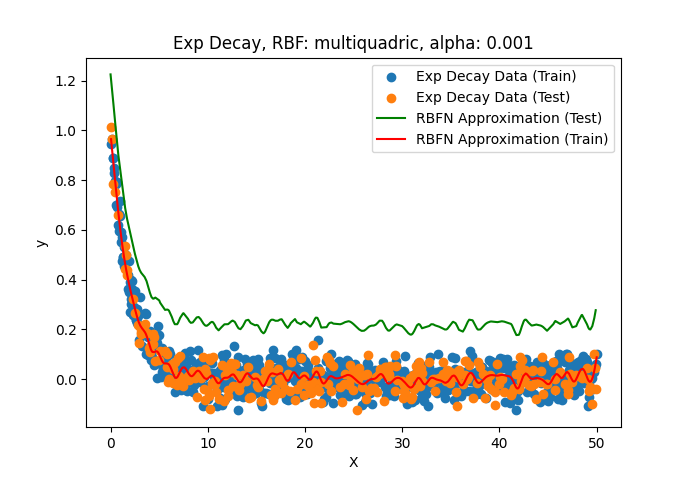 Exp Decay, RBF: multiquadric, alpha: 0.001
Exp Decay Data (Train)
Exp Decay Data (Test)
RBFN Approximation (Test)
RBFN Approximation (Train)
1.2
1.0
0.8
0.6
0.4
0.2
0.0
y
0 10 20 30 40 50
X